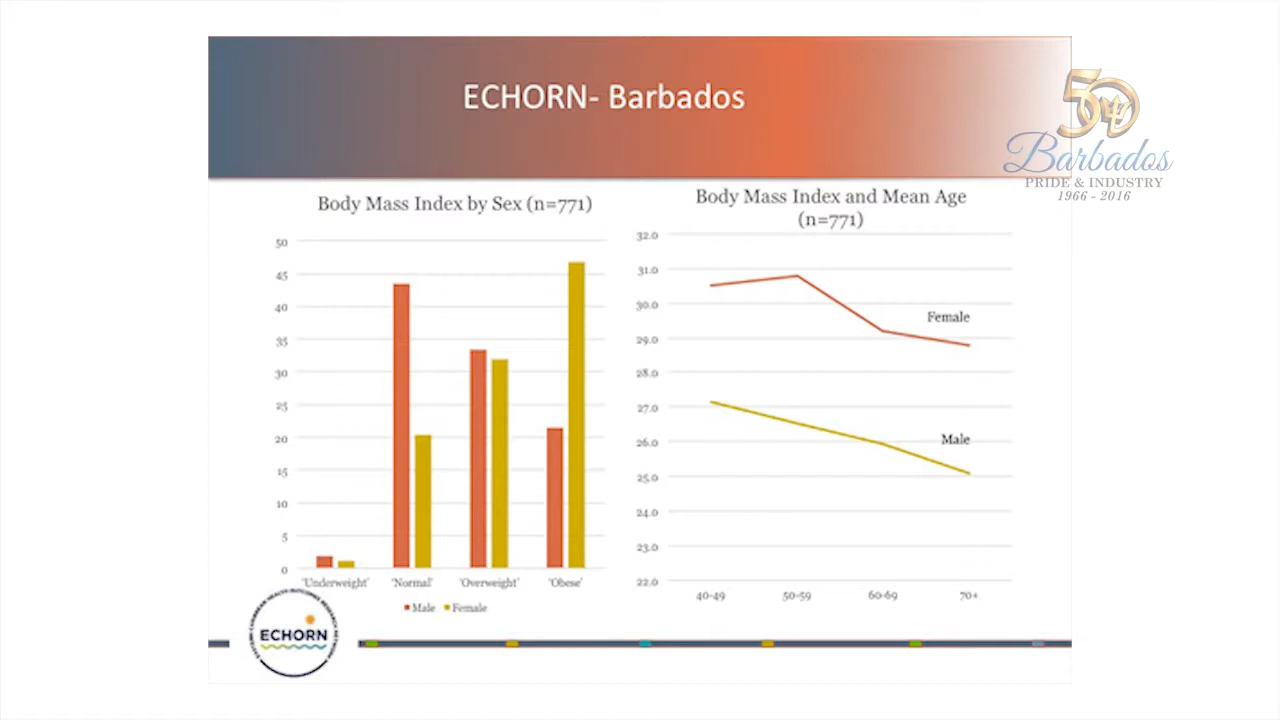 ECHORN- Barbados
50
Barbados
PRIDE & INDUSTRY
1966 - 2016
Body Mass Index by Sex (n=771)
50
45
40
35
30
25
20
15
10
5
0
'Underweight' 'Normal' 'Overweight' 'Obese'
Male Female
Body Mass Index and Mean Age
(n=771)
32.0
31.0
30.0
29.0
28.0
27.0
26.0
25.0
24.0
23.0
22.0
Female
Male
40-49 50-59 60-69 70+
ECHORN